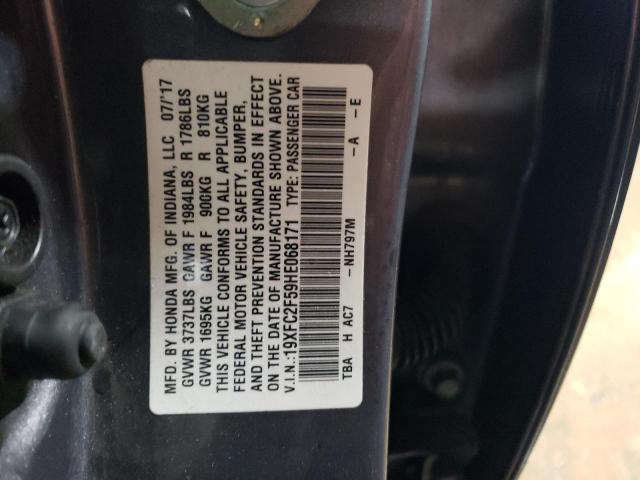 MFD. BY HONDA MFG. OF INDIANA, LLC 07/'17
GVWR 3737LBS GAWR F 1984LBS R 1786LBS
GVWR 1695KG GAWR F 900KG R 810KG
THIS VEHICLE CONFORMS TO ALL APPLICABLE
FEDERAL MOTOR VEHICLE SAFETY, BUMPER,
AND THEFT PREVENTION STANDARDS IN EFFECT
ON THE DATE OF MANUFACTURE SHOWN ABOVE.
V.I.N.:19XFC2F59HE068171 TYPE: PASSENGER CAR
TBA H AC7 -NH797M -A -E